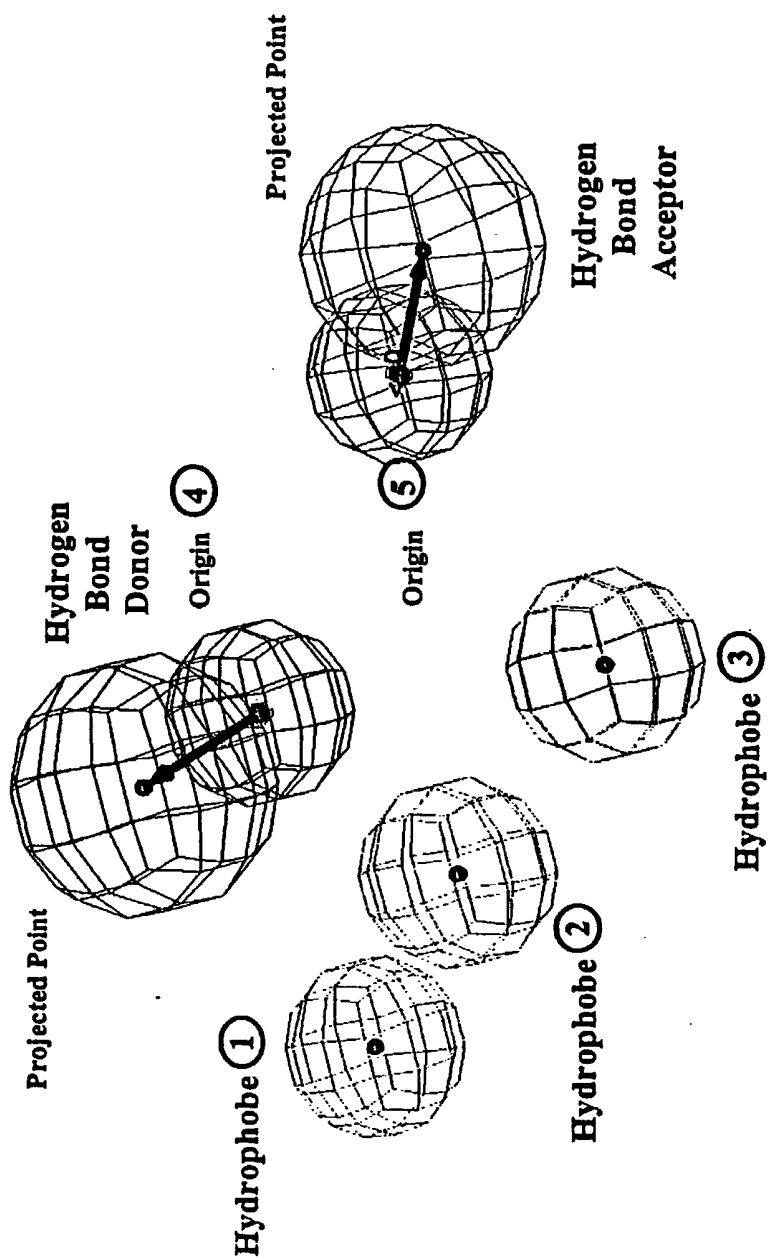 Projected Point
Hydrogen
Bond
Donor
Origin 4
Projected Point
Origin 5
Hydrogen
Bond
Acceptor
Hydrophobe 1
Hydrophobe 2
Hydrophobe 3